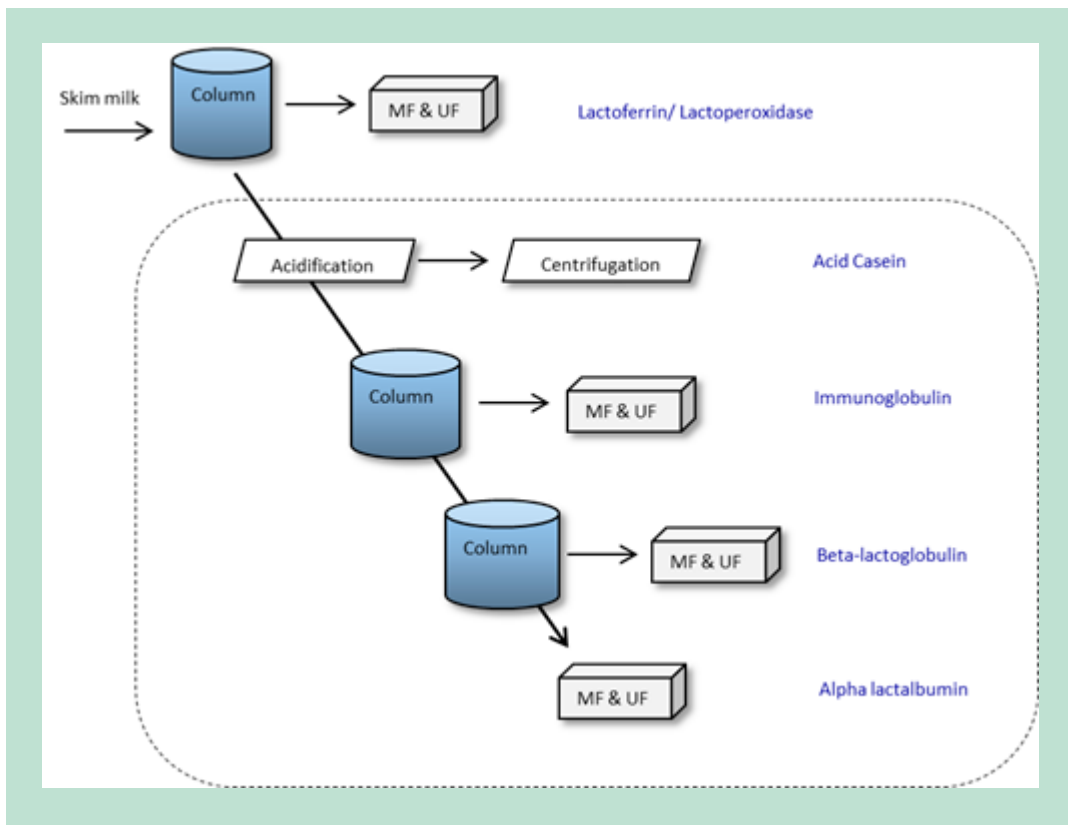 Skim milk
Column
MF & UF
Lactoferrin/ Lactoperoxidase
Acidification
Centrifugation
Acid Casein
Column
MF & UF
Immunoglobulin
Column
MF & UF
Beta-lactoglobulin
MF & UF
Alpha lactalbumin